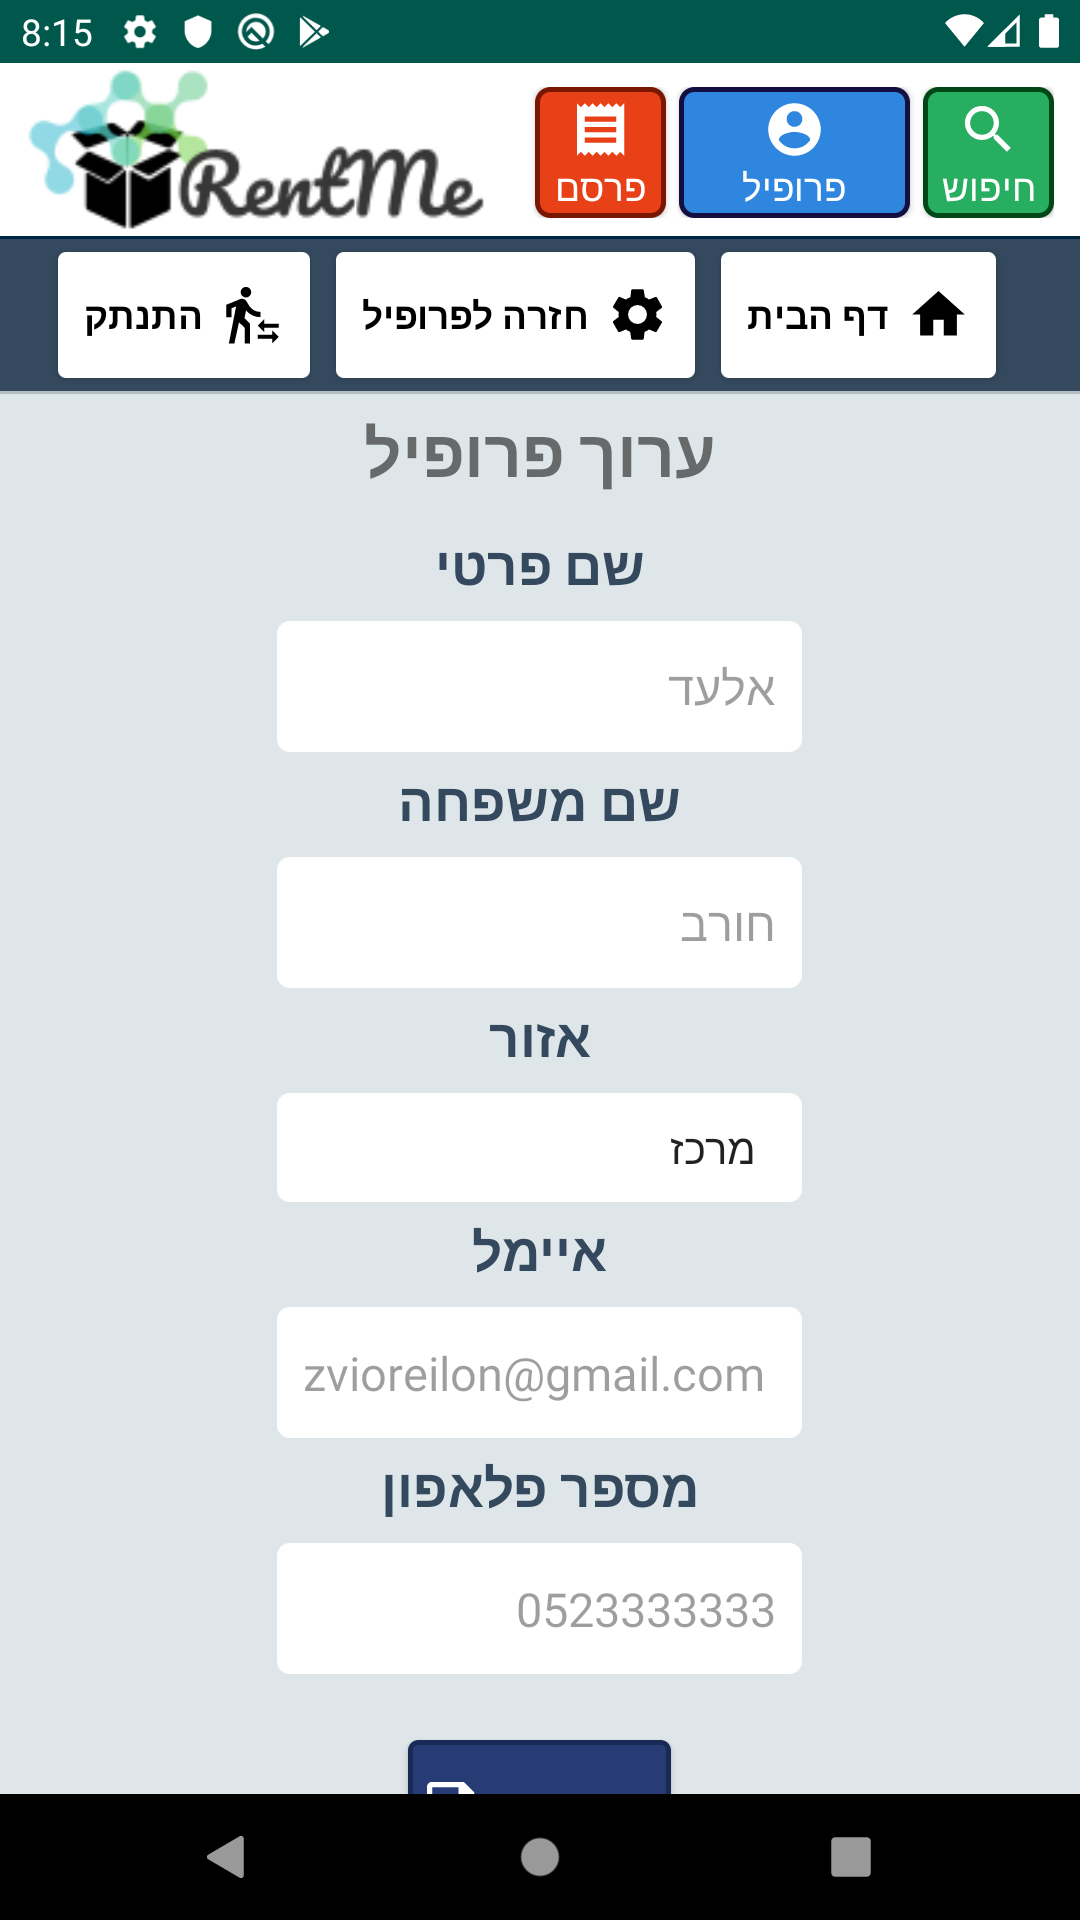 8:15
RentMe
חיפוש
פרופיל
פרסם
דף הבית
חזרה לפרופיל
התנתק
ערוך פרופיל
שם פרטי
אלעד
שם משפחה
חורב
אזור
מרכז
איימל
zvioreilon@gmail.com
מספר פלאפון
0523333333